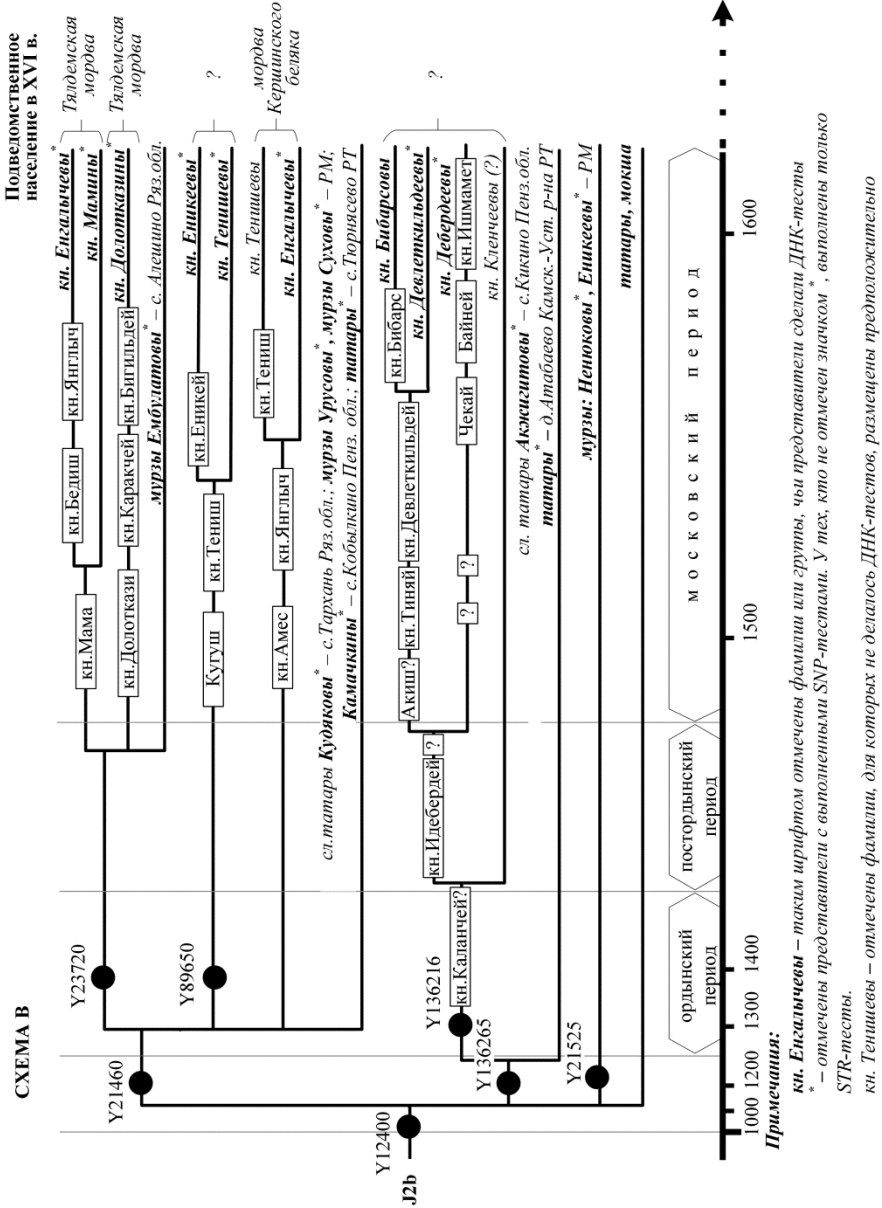 СХЕМА В
Подведомственное
население в XVI в.
J2b
Y12400
Y21460
Y23720
кн.Мама
кн.Бедиш
кн.Янглыч
кн. Енгалычевы*
кн. Мамины*
Тялдемская
мордва
кн.Долоткази
кн.Каракчей
кн.Бигильдей
кн. Долотказины*
Тялдемская
мордва
мурзы Ембулатовы* – с. Алешино Ряз.обл.
Y89650
Кугуш
кн.Тениш
кн.Еникей
кн. Еникеевы*
кн. Тенишевы*
?
кн.Амес
кн.Янглыч
кн.Тениш
кн. Тенишевы
кн. Енгалычевы*
мордва
Кершинского
беляка
сл.татары Кудяковы* – с.Тархань Ряз.обл.; мурзы Урусовы*, мурзы Суховы* – РМ;
Камачкины* – с.Кобылкино Пенз. обл.; татары* – с.Тюрнясево РТ
Y136265
Y136216
кн.Каланчей?
кн.Идебердей
?
Акиш?
кн.Гиняй
кн.Девлеткильдей
кн.Бибарс
кн. Бибарсовы
кн. Девлеткильдеевы*
кн. Дебердеевы*
?
?
?
Чекай
Байней
кн.Ишмамет
кн. Кленчеевы (?)
сл. татары Акжигитовы* – с.Кикино Пенз.обл.
татары* – д.Атабаево Камск.-Уст. р-на РТ
Y21525
мурзы: Ненюковы*, Еникеевы* – РМ
татары, мокша
ордынский
период
постордынский
период
московский период
1000 1200 1300 1400 1500 1600
Примечания:
кн. Енгалычевы – таким шрифтом отмечены фамилии или группы, чьи представители сделали ДНК-тесты
* – отмечены представители с выполненными SNP-тестами. У тех, кто не отмечен значком *, выполнены только
STR-тесты.
кн. Тенишевы – отмечены фамилии, для которых не делалось ДНК-тестов, размещены предположительно